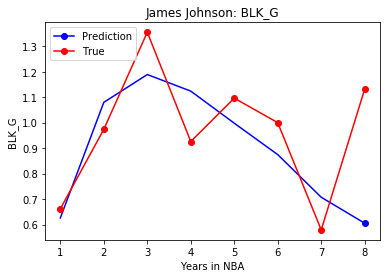 James Johnson: BLK_G
Prediction
True
BLK_G
1.3
1.2
1.1
1.0
0.9
0.8
0.7
0.6
1 2 3 4 5 6 7 8
Years in NBA